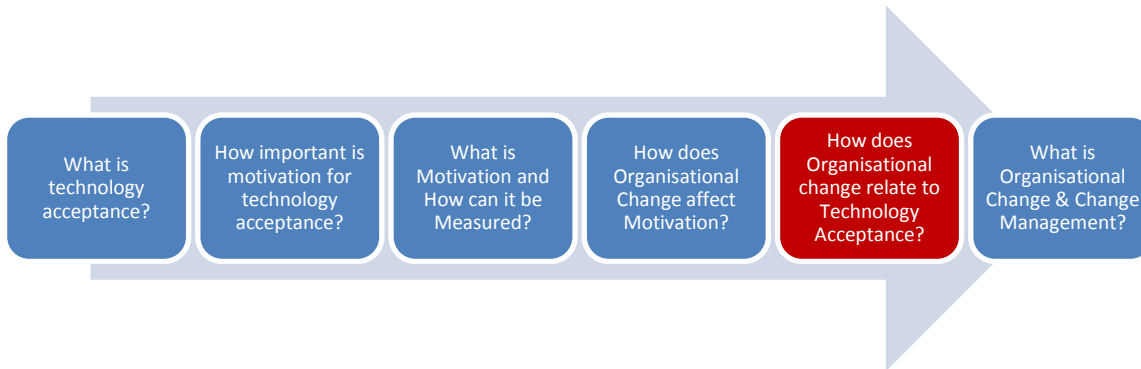 What is
technology
acceptance?
How important is
motivation for
technology
acceptance?
What is
Motivation and
How can it be
Measured?
How does
Organisational
Change affect
Motivation?
How does
Organisational
change relate to
Technology
Acceptance?
What is
Organisational
Change & Change
Management?